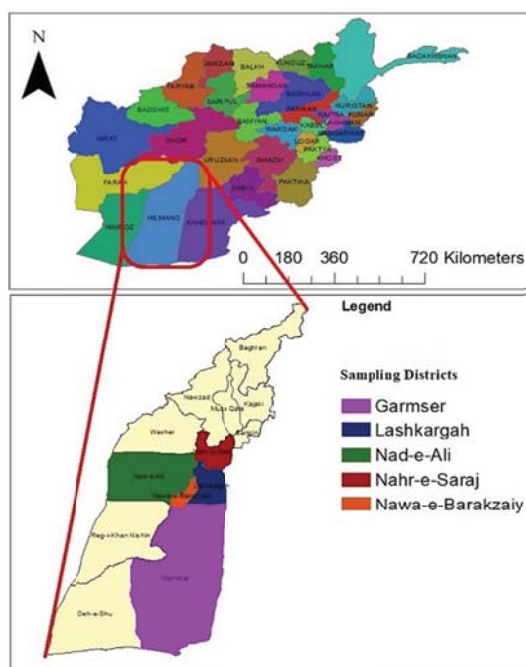 N
JAWZJAN
BALKH
KUNDUZ
TAKHAR
BADAKHSHAN
FARYAB
SAMANGAN
BAGHLAN
SARI PUL
BADGHIS
NURISTAN
KUNAR
BAMYAN
PARWAN
KAPISA
LAGHMAN
KABUL
WARDAK
NANGARHAR
HIRAT
GHOR
LOGAR
PAKTYA
KHOST
URUZGAN
GHAZNI
FARAH
PAKTIKA
ZABUL
HILMAND
KANDAHAR
NIMROZ
0 180 360 720 Kilometers
Legend
Baghran
Sampling Districts
Nawzad
Kajaki
Musa Qala
Garmser
Washer
Lashkargah
Nad-e-Ali
Nad-e-Ali
Nahr-e-Saraj
Nawa-e-Barakzaiy
Reg-i-Khan Nishin
Deh-e-Shu